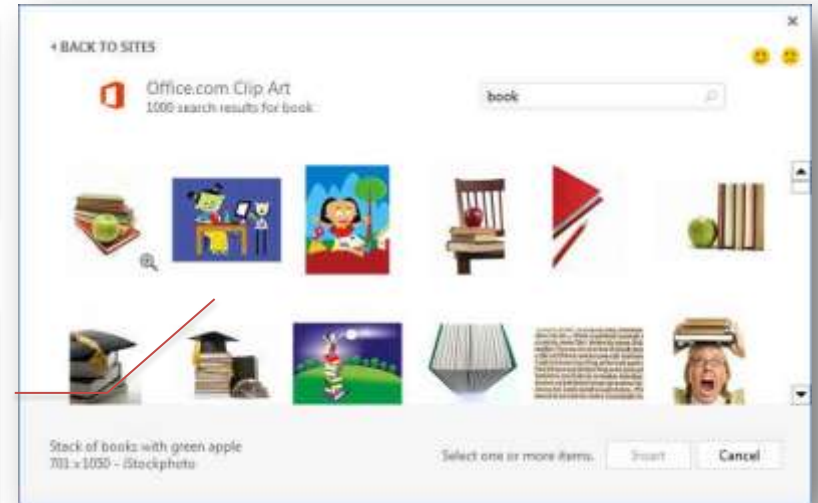 BACK TO SITES
Office.com Clip Art
1000 search results for book
book
Stack of books with green apple
701 x 1050 - iStockphoto
Select one or more items.
Insert
Cancel